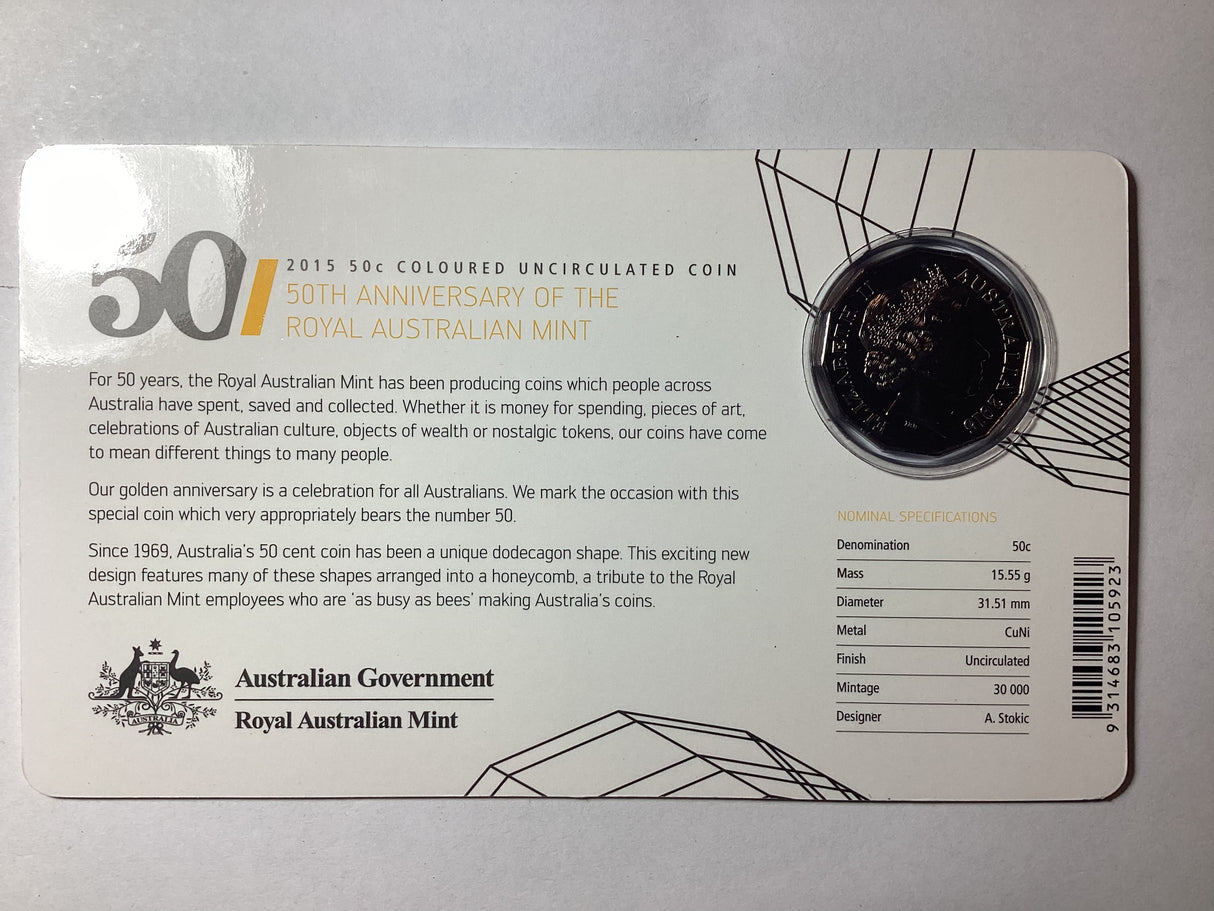 50/
2015 50c COLOURED UNCIRCULATED COIN
50TH ANNIVERSARY OF THE
ROYAL AUSTRALIAN MINT
For 50 years, the Royal Australian Mint has been producing coins which people across
Australia have spent, saved and collected. Whether it is money for spending, pieces of art,
celebrations of Australian culture, objects of wealth or nostalgic tokens, our coins have come
to mean different things to many people.
Our golden anniversary is a celebration for all Australians. We mark the occasion with this
special coin which very appropriately bears the number 50.
Since 1969, Australia's 50 cent coin has been a unique dodecagon shape. This exciting new
design features many of these shapes arranged into a honeycomb, a tribute to the Royal
Australian Mint employees who are 'as busy as bees' making Australia's coins.
AUSTRALIA
Australian Government
Royal Australian Mint
ELIZABETH II
AUSTRALIA 2015
NOMINAL SPECIFICATIONS
Denomination 50c
Mass 15.55 g
Diameter 31.51 mm
Metal CuNi
Finish Uncirculated
Mintage 30 000
Designer A. Stokic
9 314683 105923